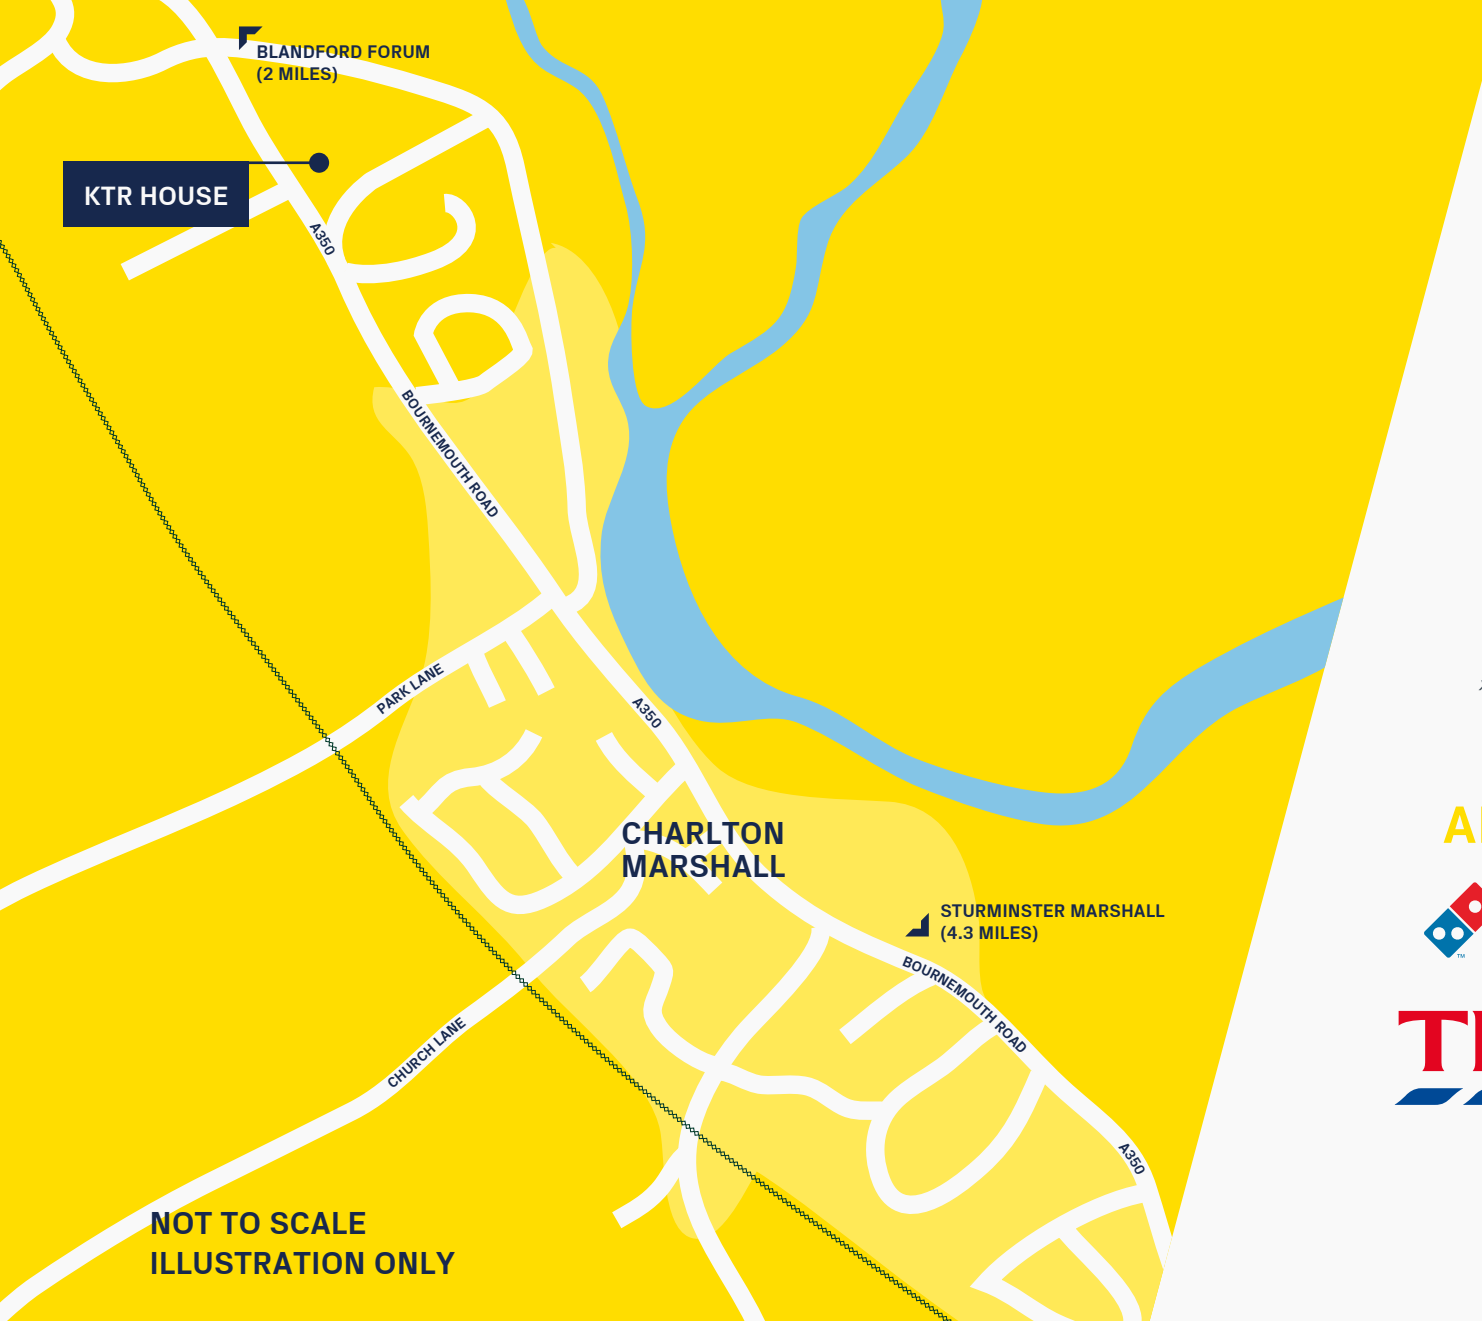 BLANDFORD FORUM
(2 MILES)
KTR HOUSE
A350
BOURNEMOUTH ROAD
PARK LANE
A350
CHARLTON
MARSHALL
STURMINSTER MARSHALL
(4.3 MILES)
BOURNEMOUTH ROAD
CHURCH LANE
A350
NOT TO SCALE
ILLUSTRATION ONLY
TM